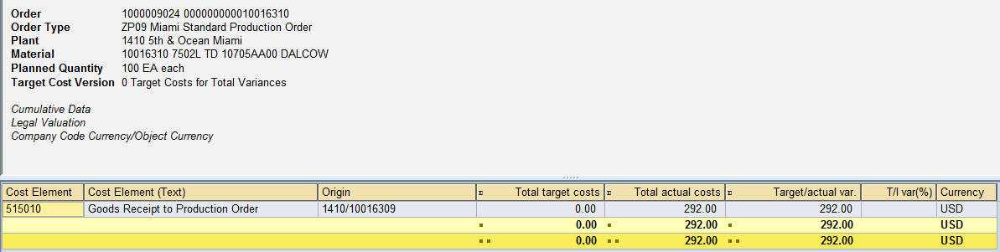 Order 1000009024 000000000010016310
Order Type ZP09 Miami Standard Production Order
Plant 1410 5th & Ocean Miami
Material 10016310 7502L TD 10705AA00 DALCOW
Planned Quantity 100 EA each
Target Cost Version 0 Target Costs for Total Variances
Cumulative Data
Legal Valuation
Company Code Currency/Object Currency
Cost Element Cost Element (Text) Origin Σ Total target costs Σ Total actual costs Σ Target/actual var. T/I var(%) Currency
515010 Goods Receipt to Production Order 1410/10016309 0.00 292.00 292.00 USD
0.00 292.00 292.00 USD
0.00 292.00 292.00 USD